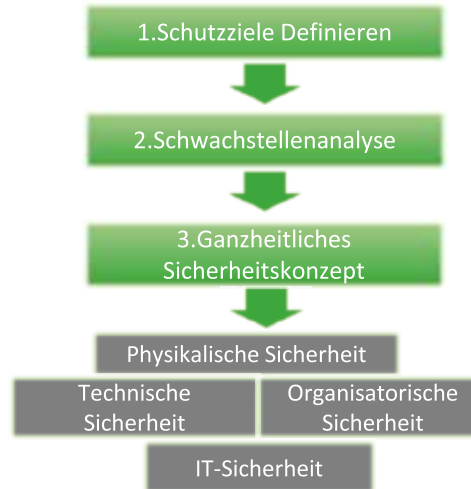 1.Schutzziele Definieren
2.Schwachstellenanalyse
3.Ganzheitliches
Sicherheitskonzept
Physikalische Sicherheit
Technische
Sicherheit
Organisatorische
Sicherheit
IT-Sicherheit